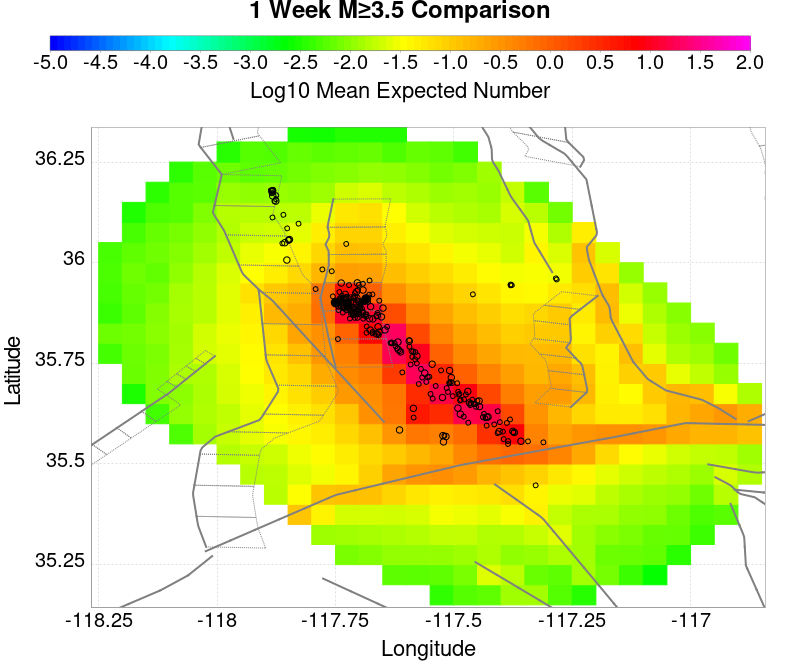 1 Week M≥3.5 Comparison
-5.0 -4.5 -4.0 -3.5 -3.0 -2.5 -2.0 -1.5 -1.0 -0.5 0.0 0.5 1.0 1.5 2.0
Log10 Mean Expected Number
36.25
36
35.75
35.5
35.25
Latitude
-118.25 -118 -117.75 -117.5 -117.25 -117
Longitude